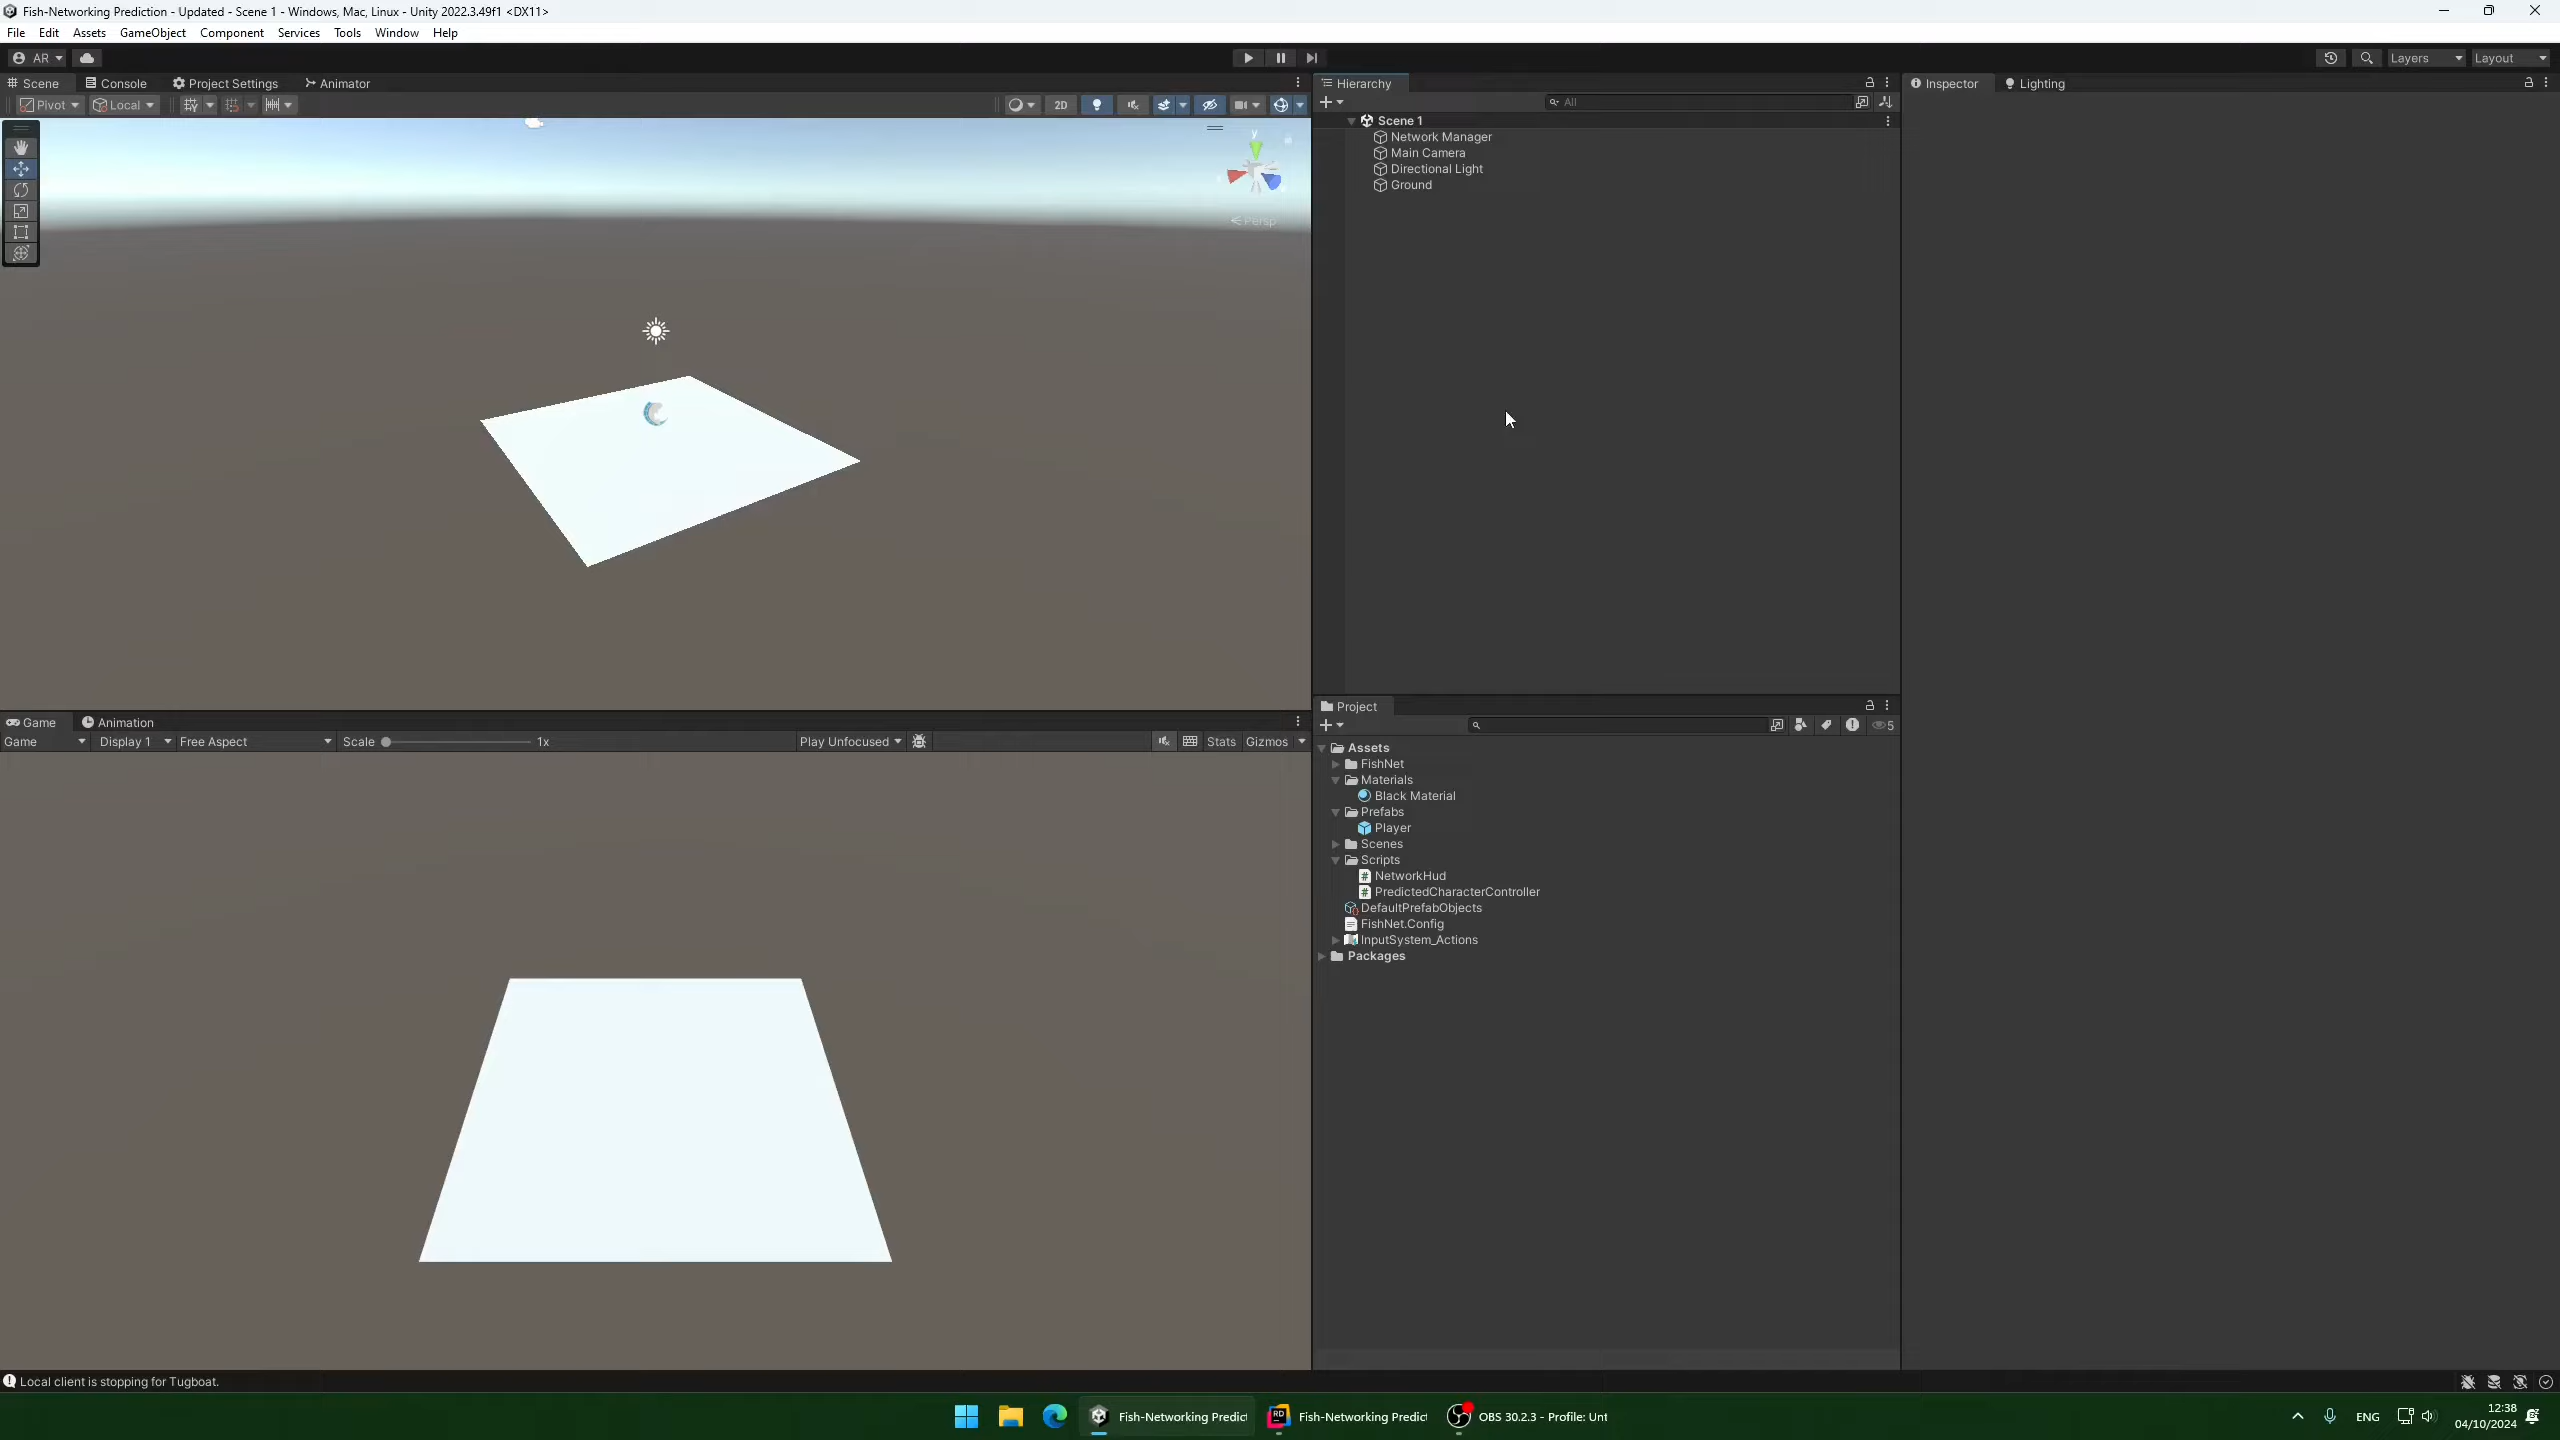 Fish-Networking Prediction - Updated - Scene 1 - Windows, Mac, Linux - Unity 2022.3.49f1 <DX11>
File Edit Assets GameObject Component Services Tools Window Help
AR
Layers Layout
Scene Console Project Settings Animator
Pivot Local 2D
y
Persp
Hierarchy
All
Scene 1
Network Manager
Main Camera
Directional Light
Ground
Inspector Lighting
Game Animation
Game Display 1 Free Aspect Scale 1x Play Unfocused Stats Gizmos
Project
5
Assets
FishNet
Materials
Black Material
Prefabs
Player
Scenes
Scripts
NetworkHud
PredictedCharacterController
DefaultPrefabObjects
FishNet.Config
InputSystem_Actions
Packages
Local client is stopping for Tugboat.
Fish-Networking Predict RD Fish-Networking Predict OBS 30.2.3 - Profile: Unt
ENG
12:38
04/10/2024